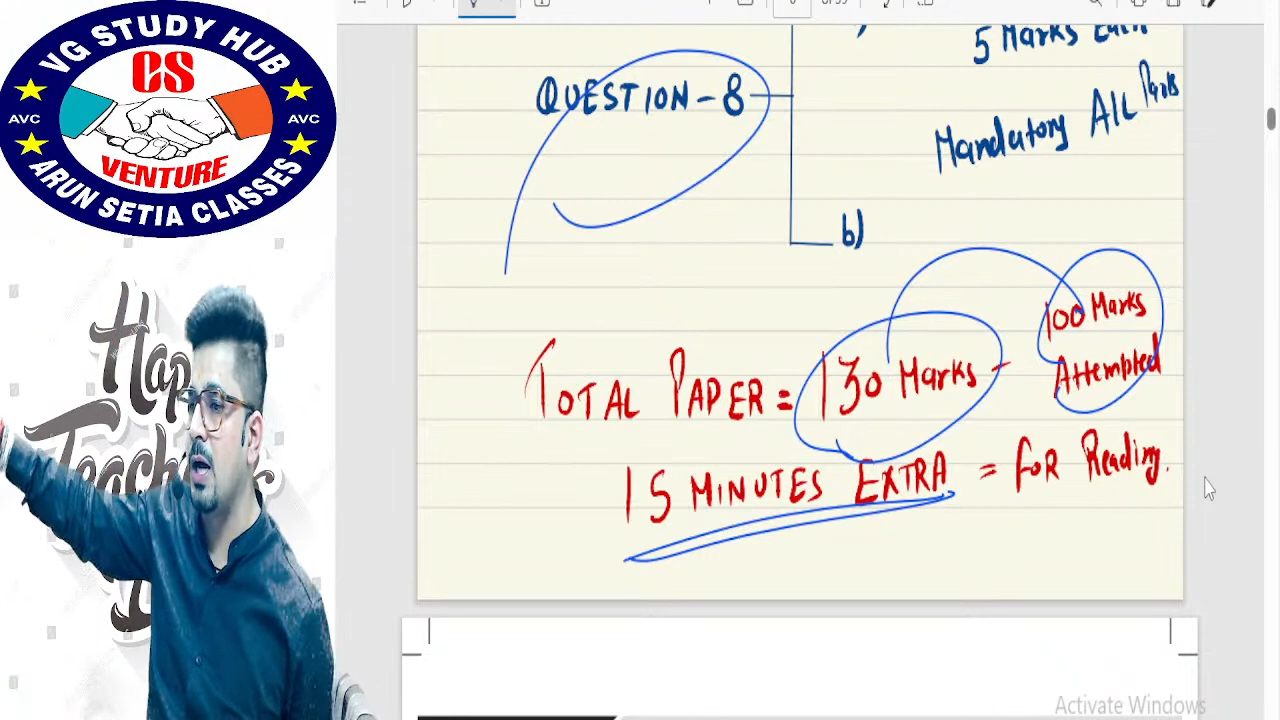 VG STUDY HUB
CS
AVC
AVC
VENTURE
ARUN SETIA CLASSES
5 Marks Each
QUESTION - 8
Mandatory All Parts
b)
100 Marks
Attempted
TOTAL PAPER = 130 Marks -
15 MINUTES EXTRA = FOR Reading.
Activate Windows